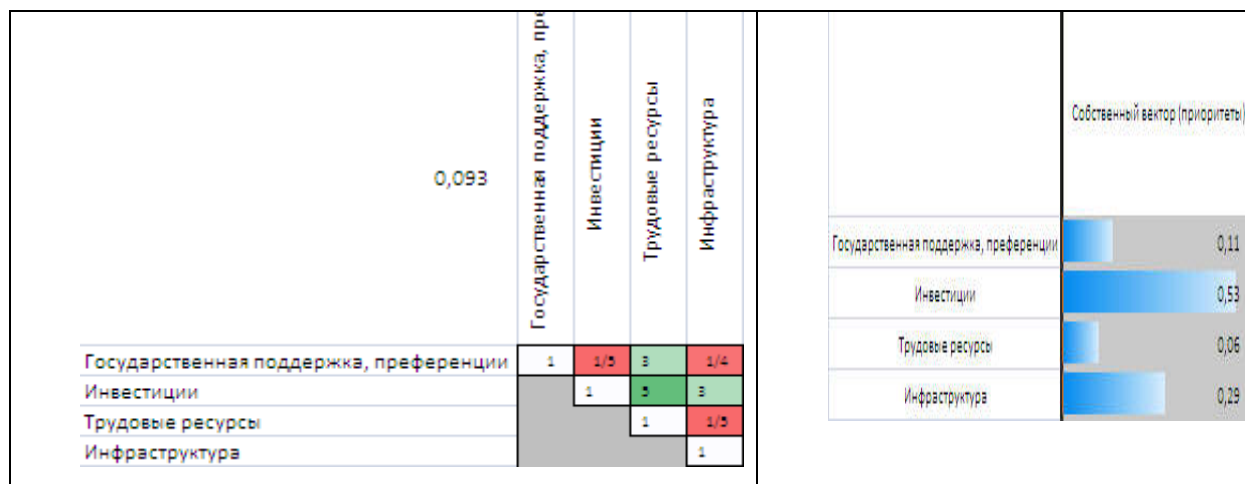 0,093
Государственная поддержка, пре
Инвестиции
Трудовые ресурсы
Инфраструктура
Государственная поддержка, преференции 1 1/5 3 1/4
Инвестиции 1 5 3
Трудовые ресурсы 1 1/5
Инфраструктура 1
Собственный вектор (приоритеты)
Государственная поддержка, преференции 0,11
Инвестиции 0,53
Трудовые ресурсы 0,06
Инфраструктура 0,29